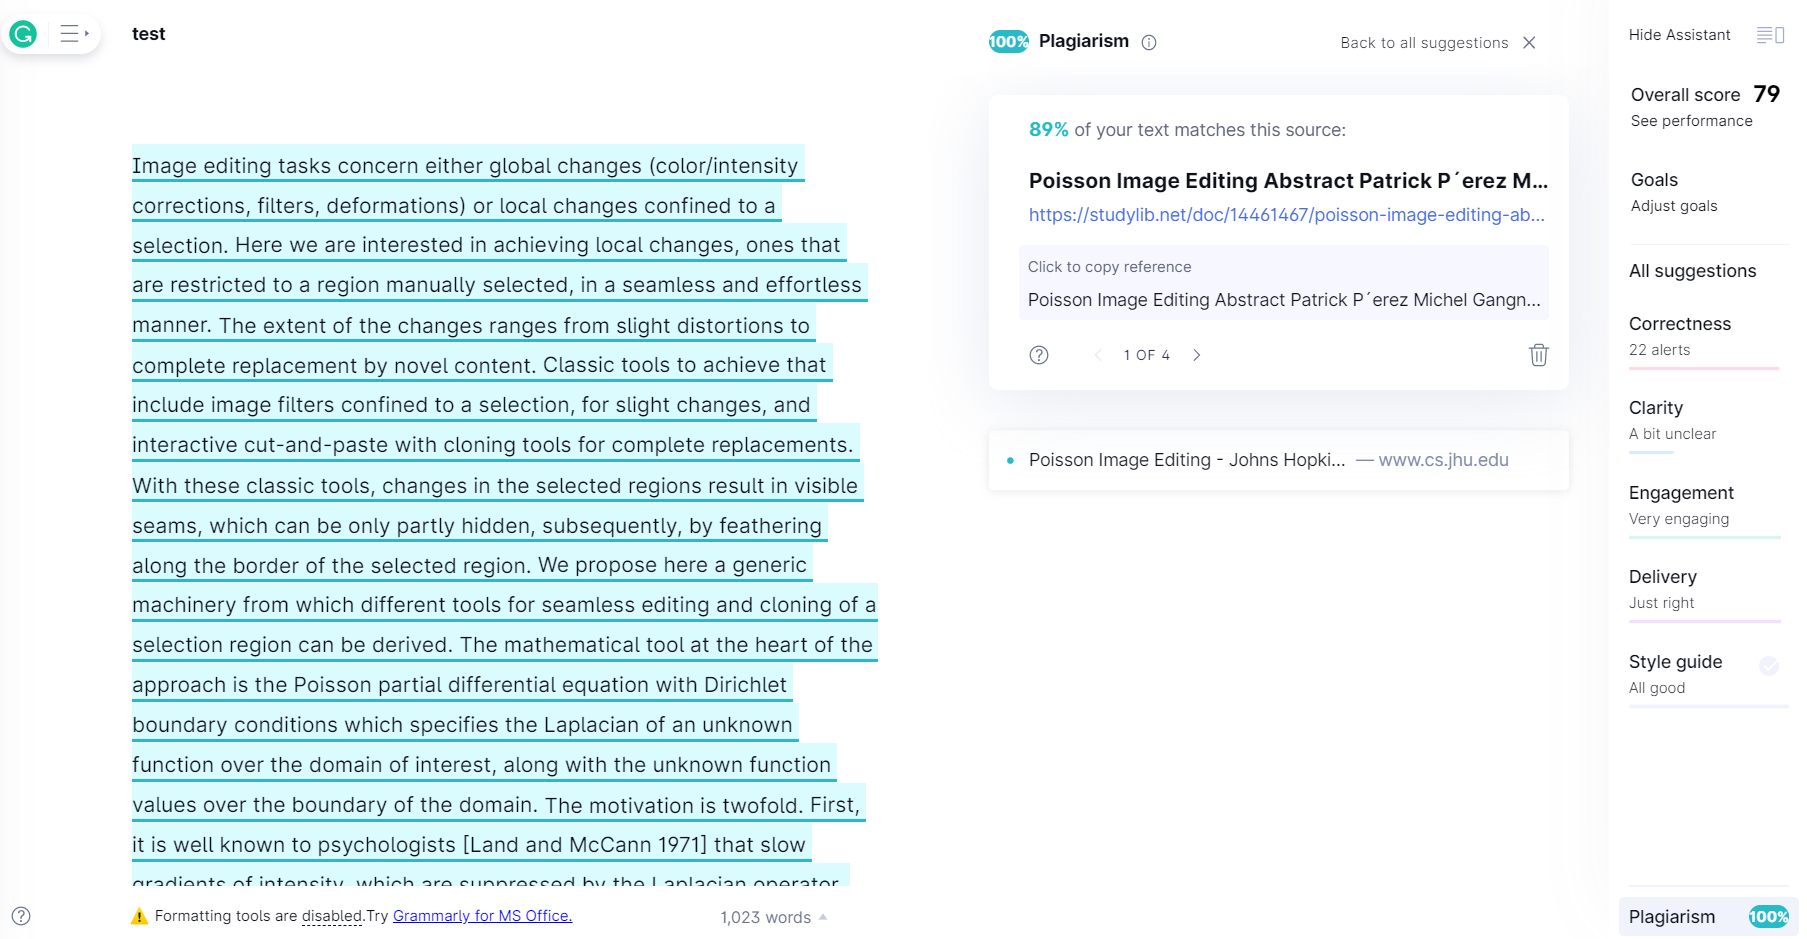 test
Image editing tasks concern either global changes (color/intensity
corrections, filters, deformations) or local changes confined to a
selection. Here we are interested in achieving local changes, ones that
are restricted to a region manually selected, in a seamless and effortless
manner. The extent of the changes ranges from slight distortions to
complete replacement by novel content. Classic tools to achieve that
include image filters confined to a selection, for slight changes, and
interactive cut-and-paste with cloning tools for complete replacements.
With these classic tools, changes in the selected regions result in visible
seams, which can be only partly hidden, subsequently, by feathering
along the border of the selected region. We propose here a generic
machinery from which different tools for seamless editing and cloning of a
selection region can be derived. The mathematical tool at the heart of the
approach is the Poisson partial differential equation with Dirichlet
boundary conditions which specifies the Laplacian of an unknown
function over the domain of interest, along with the unknown function
values over the boundary of the domain. The motivation is twofold. First,
it is well known to psychologists [Land and McCann 1971] that slow
gradients of intensity, which are suppressed by the Laplacian operator,
Formatting tools are disabled.Try Grammarly for MS Office.
1,023 words
100% Plagiarism
Back to all suggestions
89% of your text matches this source:
Poisson Image Editing Abstract Patrick P´erez M...
https://studylib.net/doc/14461467/poisson-image-editing-ab...
Click to copy reference
Poisson Image Editing Abstract Patrick P´erez Michel Gangn...
1 OF 4
Poisson Image Editing - Johns Hopki... — www.cs.jhu.edu
Hide Assistant
Overall score 79
See performance
Goals
Adjust goals
All suggestions
Correctness
22 alerts
Clarity
A bit unclear
Engagement
Very engaging
Delivery
Just right
Style guide
All good
Plagiarism 100%